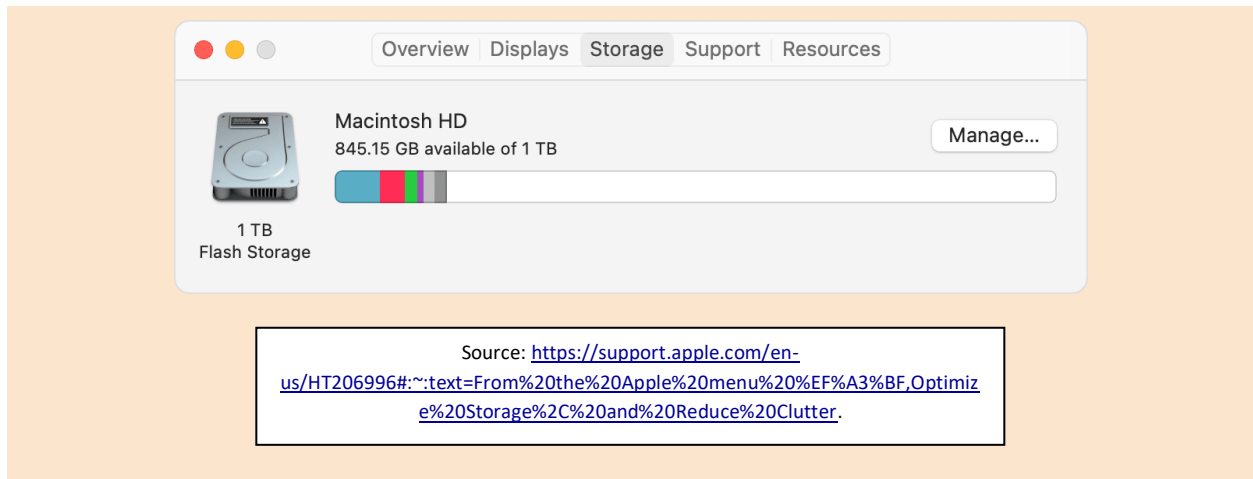 Overview Displays Storage Support Resources
Macintosh HD
845.15 GB available of 1 TB
Manage...
1 TB
Flash Storage
Source: https://support.apple.com/en-
us/HT206996#:~:text=From%20the%20Apple%20menu%20%EF%A3%BF,Optimiz
e%20Storage%2C%20and%20Reduce%20Clutter.